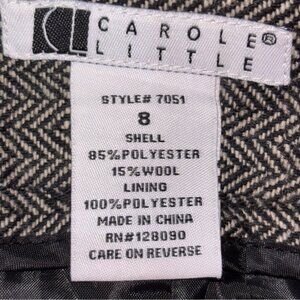 CL CAROLE®
LITTLE
STYLE# 7051
8
SHELL
85%POLYESTER
15%WOOL
LINING
100%POLYESTER
MADE IN CHINA
RN#128090
CARE ON REVERSE